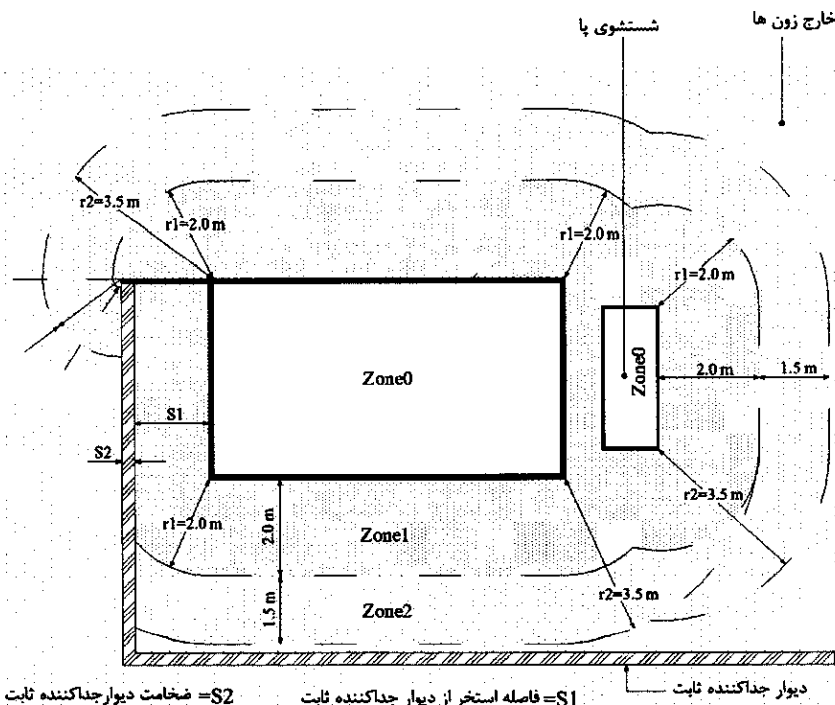 خارج زون ها
شستشوی پا
r2=3.5 m
r1=2.0 m
r1=2.0 m
r1=2.0 m
Zone0
Zone0
2.0 m
1.5 m
S1
S2
r1=2.0 m
2.0 m
Zone1
r2=3.5 m
1.5 m
Zone2
r2=3.5 m
دیوار جداکننده ثابت
S1= فاصله استخر از دیوار جداکننده ثابت
S2= ضخامت دیوارجداکننده ثابت